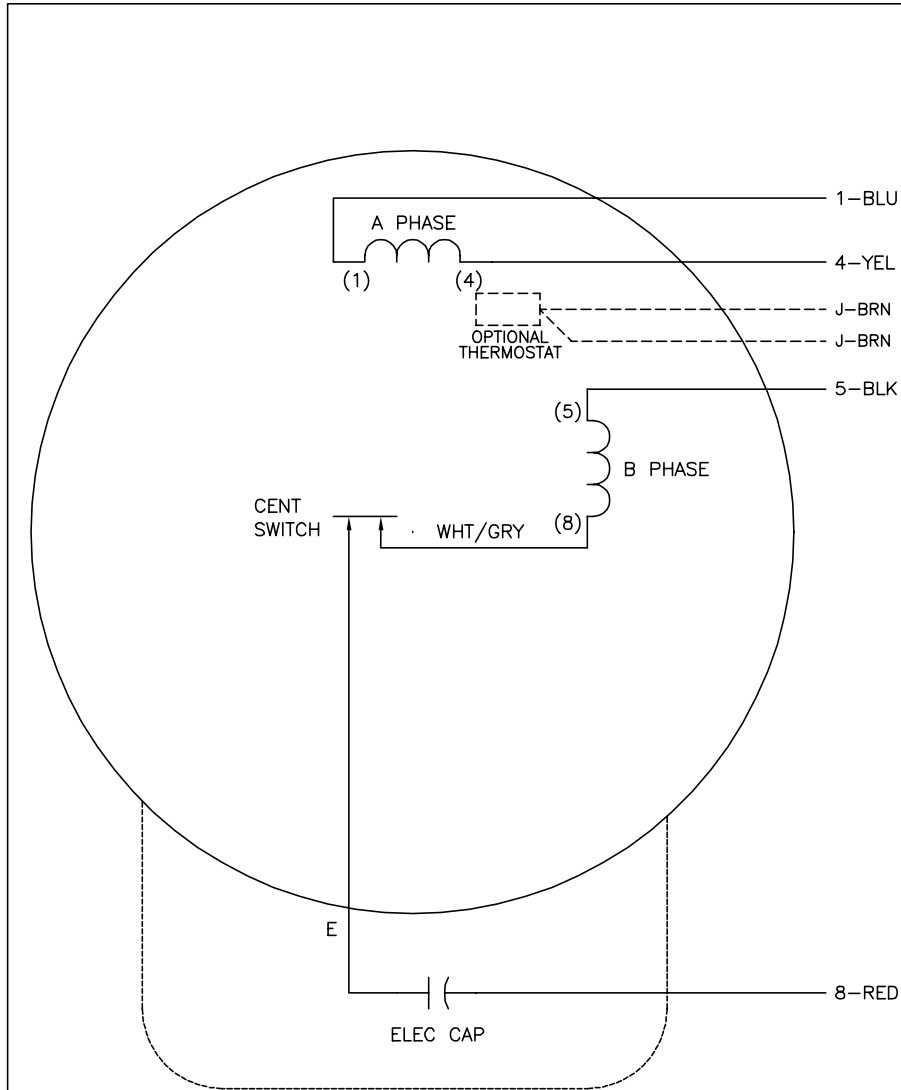 1-BLU
A PHASE
(1)
(4)
4-YEL
J-BRN
OPTIONAL
THERMOSTAT
J-BRN
5-BLK
(5)
B PHASE
CENT
SWITCH
WHT/GRY
(8)
E
8-RED
ELEC CAP